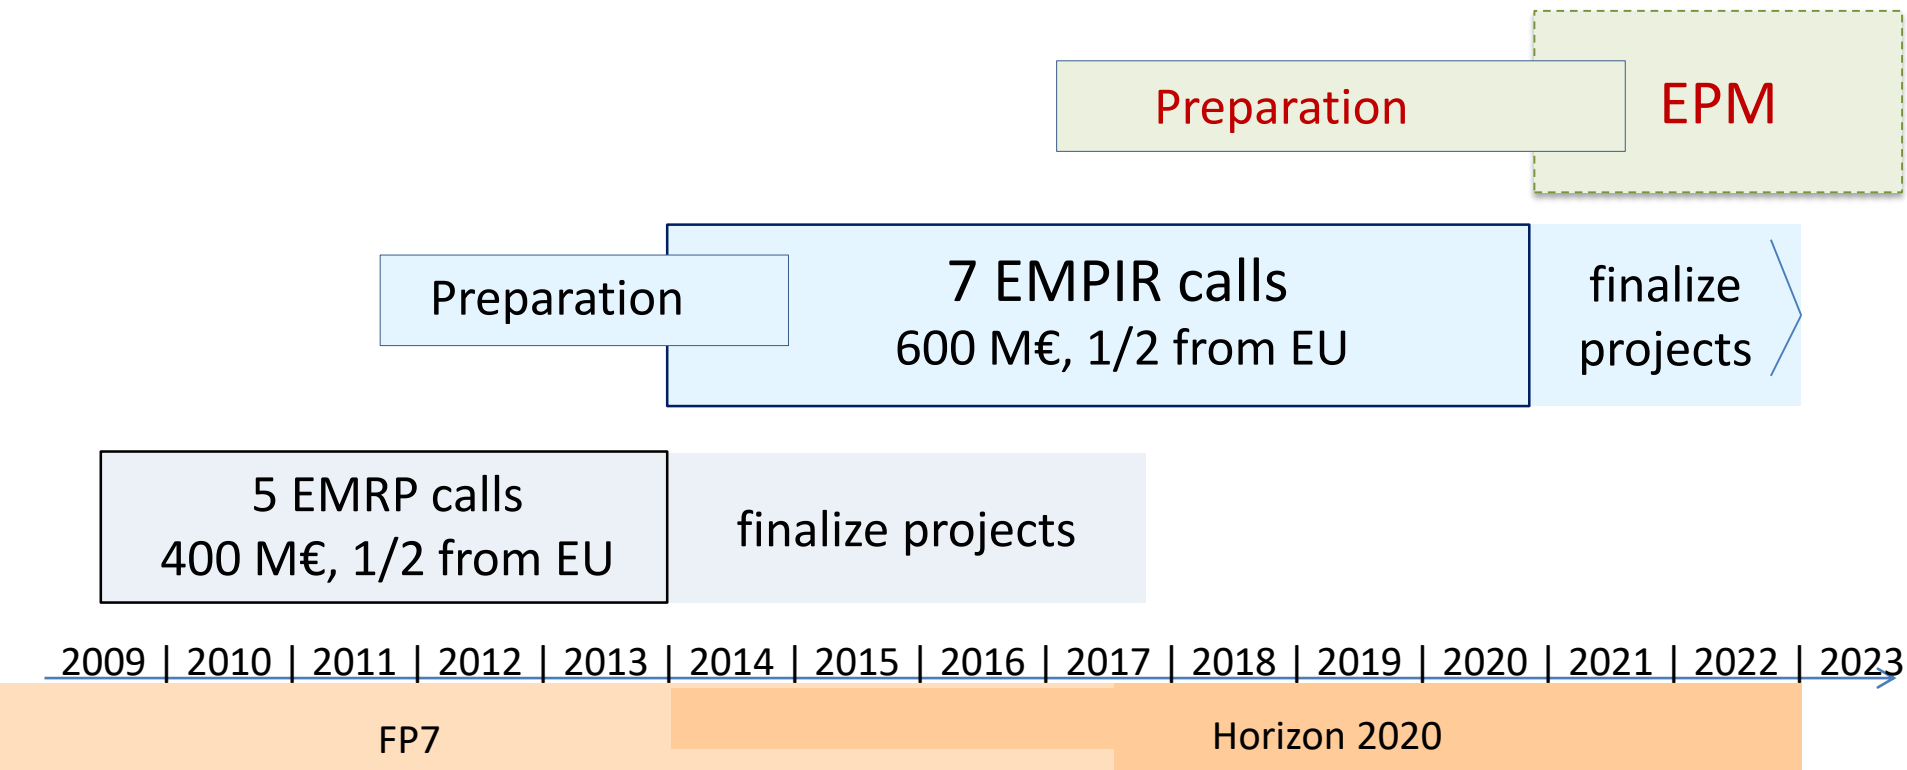 Preparation
EPM
Preparation
7 EMPIR calls
600 M€, 1/2 from EU
finalize
projects
5 EMRP calls
400 M€, 1/2 from EU
finalize projects
2009 | 2010 | 2011 | 2012 | 2013 | 2014 | 2015 | 2016 | 2017 | 2018 | 2019 | 2020 | 2021 | 2022 | 2023
FP7
Horizon 2020